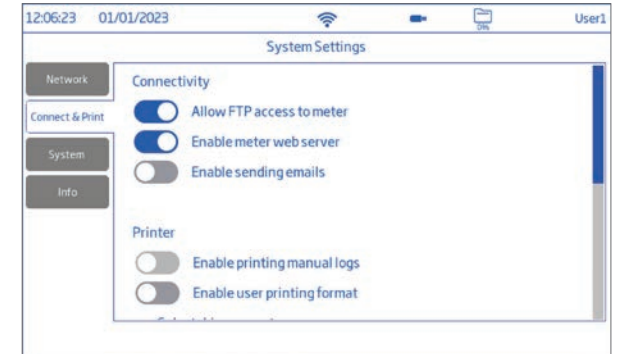 12:06:23 01/01/2023 User1
0%
System Settings
Network
Connect & Print
System
Info
Connectivity
Allow FTP access to meter
Enable meter web server
Enable sending emails
Printer
Enable printing manual logs
Enable user printing format